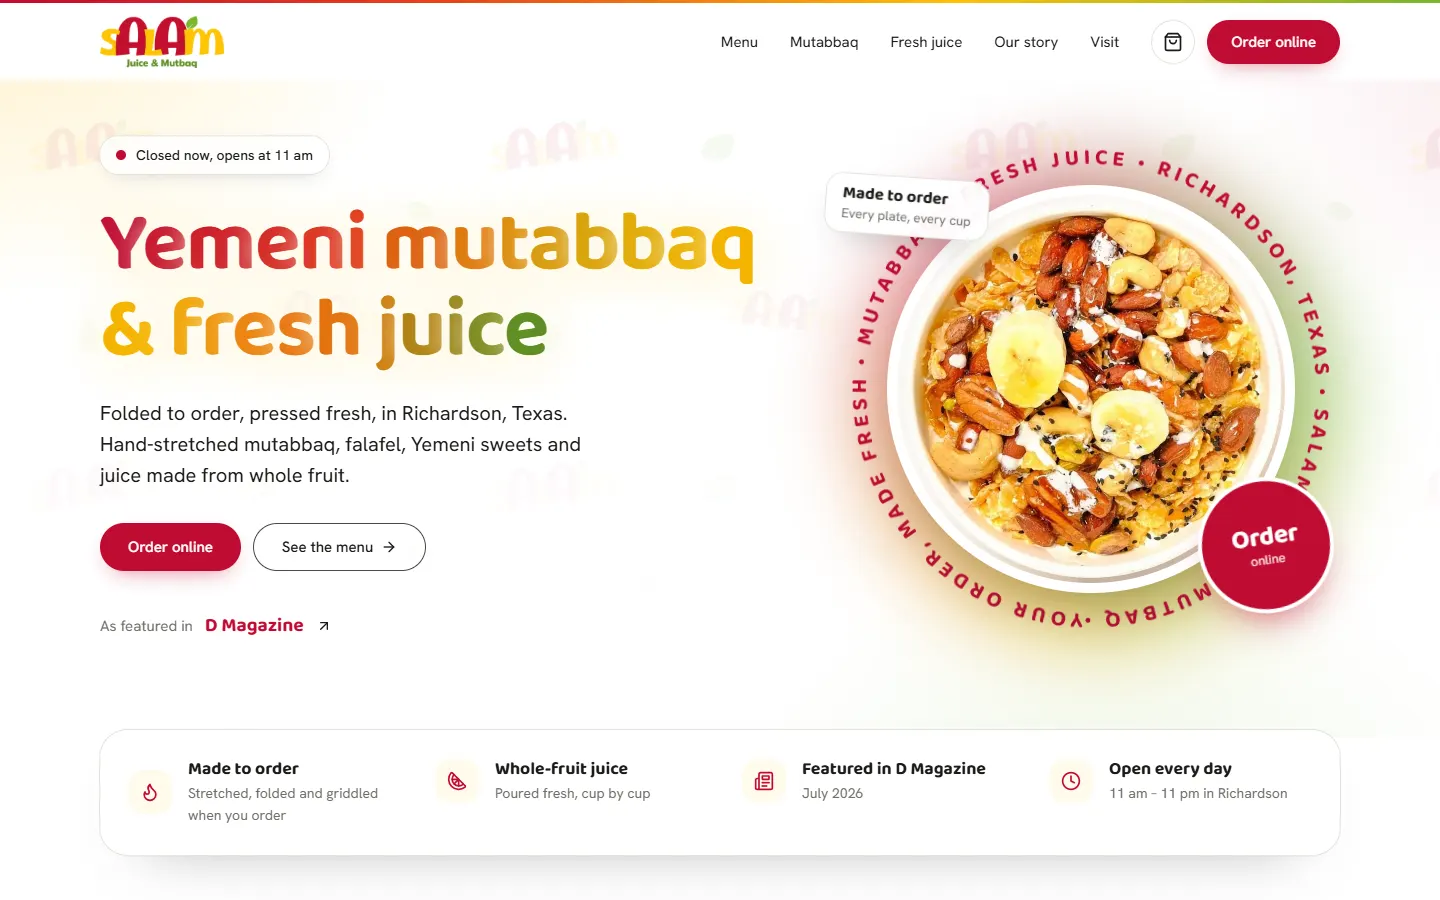 SALAM
Juice & Mutbaq
Menu
Mutabbaq
Fresh juice
Our story
Visit
Order online
Closed now, opens at 11 am
Yemeni mutabbaq
& fresh juice
Folded to order, pressed fresh, in Richardson, Texas.
Hand-stretched mutabbaq, falafel, Yemeni sweets and
juice made from whole fruit.
Order online
See the menu
As featured in D Magazine
Made to order
Every plate, every cup
RESH JUICE • RICHARDSON, TEXAS • SALAM
MUTBAQ • YOUR ORDER, MADE FRESH • MUTABBA
Order
online
Made to order
Stretched, folded and griddled
when you order
Whole-fruit juice
Poured fresh, cup by cup
Featured in D Magazine
July 2026
Open every day
11 am – 11 pm in Richardson